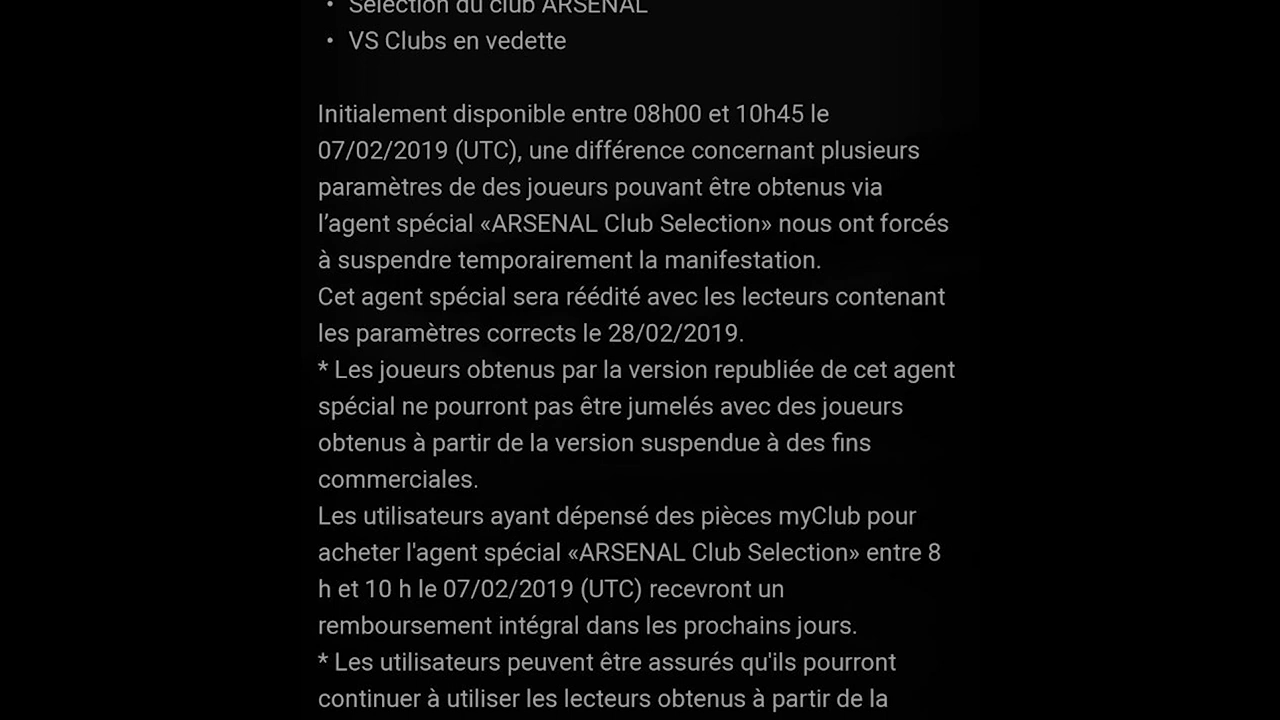 • Sélection du club ARSENAL
• VS Clubs en vedette
Initialement disponible entre 08h00 et 10h45 le
07/02/2019 (UTC), une différence concernant plusieurs
paramètres de des joueurs pouvant être obtenus via
l’agent spécial «ARSENAL Club Selection» nous ont forcés
à suspendre temporairement la manifestation.
Cet agent spécial sera réédité avec les lecteurs contenant
les paramètres corrects le 28/02/2019.
* Les joueurs obtenus par la version republiée de cet agent
spécial ne pourront pas être jumelés avec des joueurs
obtenus à partir de la version suspendue à des fins
commerciales.
Les utilisateurs ayant dépensé des pièces myClub pour
acheter l'agent spécial «ARSENAL Club Selection» entre 8
h et 10 h le 07/02/2019 (UTC) recevront un
remboursement intégral dans les prochains jours.
* Les utilisateurs peuvent être assurés qu'ils pourront
continuer à utiliser les lecteurs obtenus à partir de la